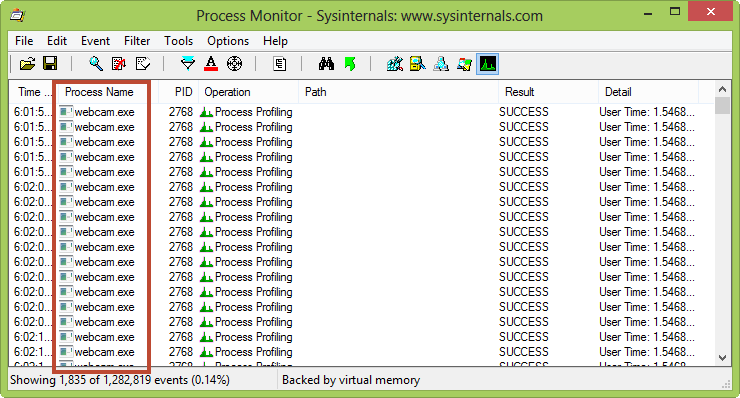 Process Monitor - Sysinternals: www.sysinternals.com
File Edit Event Filter Tools Options Help
Time ... Process Name PID Operation Path Result Detail
6:01:5... webcam.exe 2768 Process Profiling SUCCESS User Time: 1.5468...
6:01:5... webcam.exe 2768 Process Profiling SUCCESS User Time: 1.5468...
6:01:5... webcam.exe 2768 Process Profiling SUCCESS User Time: 1.5468...
6:01:5... webcam.exe 2768 Process Profiling SUCCESS User Time: 1.5468...
6:01:5... webcam.exe 2768 Process Profiling SUCCESS User Time: 1.5468...
6:02:0... webcam.exe 2768 Process Profiling SUCCESS User Time: 1.5468...
6:02:0... webcam.exe 2768 Process Profiling SUCCESS User Time: 1.5468...
6:02:0... webcam.exe 2768 Process Profiling SUCCESS User Time: 1.5468...
6:02:0... webcam.exe 2768 Process Profiling SUCCESS User Time: 1.5468...
6:02:0... webcam.exe 2768 Process Profiling SUCCESS User Time: 1.5468...
6:02:0... webcam.exe 2768 Process Profiling SUCCESS User Time: 1.5468...
6:02:0... webcam.exe 2768 Process Profiling SUCCESS User Time: 1.5468...
6:02:0... webcam.exe 2768 Process Profiling SUCCESS User Time: 1.5468...
6:02:0... webcam.exe 2768 Process Profiling SUCCESS User Time: 1.5468...
6:02:0... webcam.exe 2768 Process Profiling SUCCESS User Time: 1.5468...
6:02:1... webcam.exe 2768 Process Profiling SUCCESS User Time: 1.5468...
6:02:1... webcam.exe 2768 Process Profiling SUCCESS User Time: 1.5468...
6:02:1... webcam.exe 2768 Process Profiling SUCCESS User Time: 1.5468...
Showing 1,835 of 1,282,819 events (0.14%) Backed by virtual memory